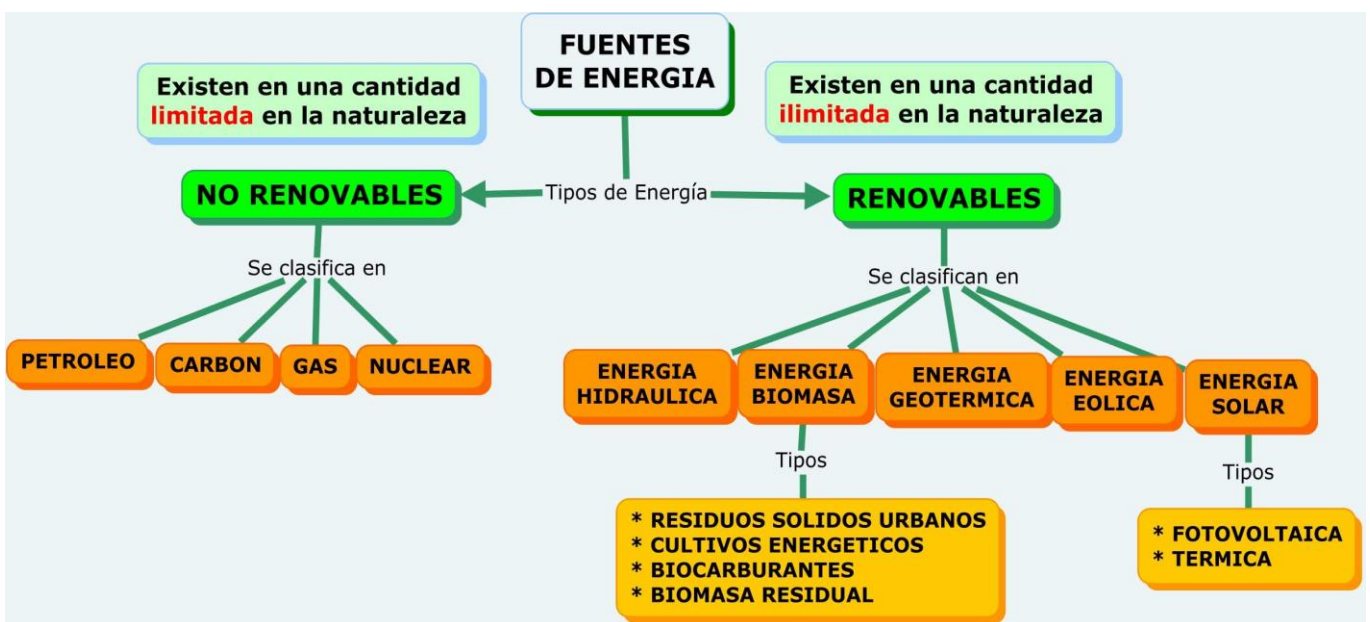 FUENTES
DE ENERGIA
Existen en una cantidad
limitada en la naturaleza
Existen en una cantidad
ilimitada en la naturaleza
NO RENOVABLES
Tipos de Energía
RENOVABLES
Se clasifica en
Se clasifican en
PETROLEO
CARBON
GAS
NUCLEAR
ENERGIA
HIDRAULICA
ENERGIA
BIOMASA
ENERGIA
GEOTERMICA
ENERGIA
EOLICA
ENERGIA
SOLAR
Tipos
* RESIDUOS SOLIDOS URBANOS
* CULTIVOS ENERGETICOS
* BIOCARBURANTES
* BIOMASA RESIDUAL
Tipos
* FOTOVOLTAICA
* TERMICA